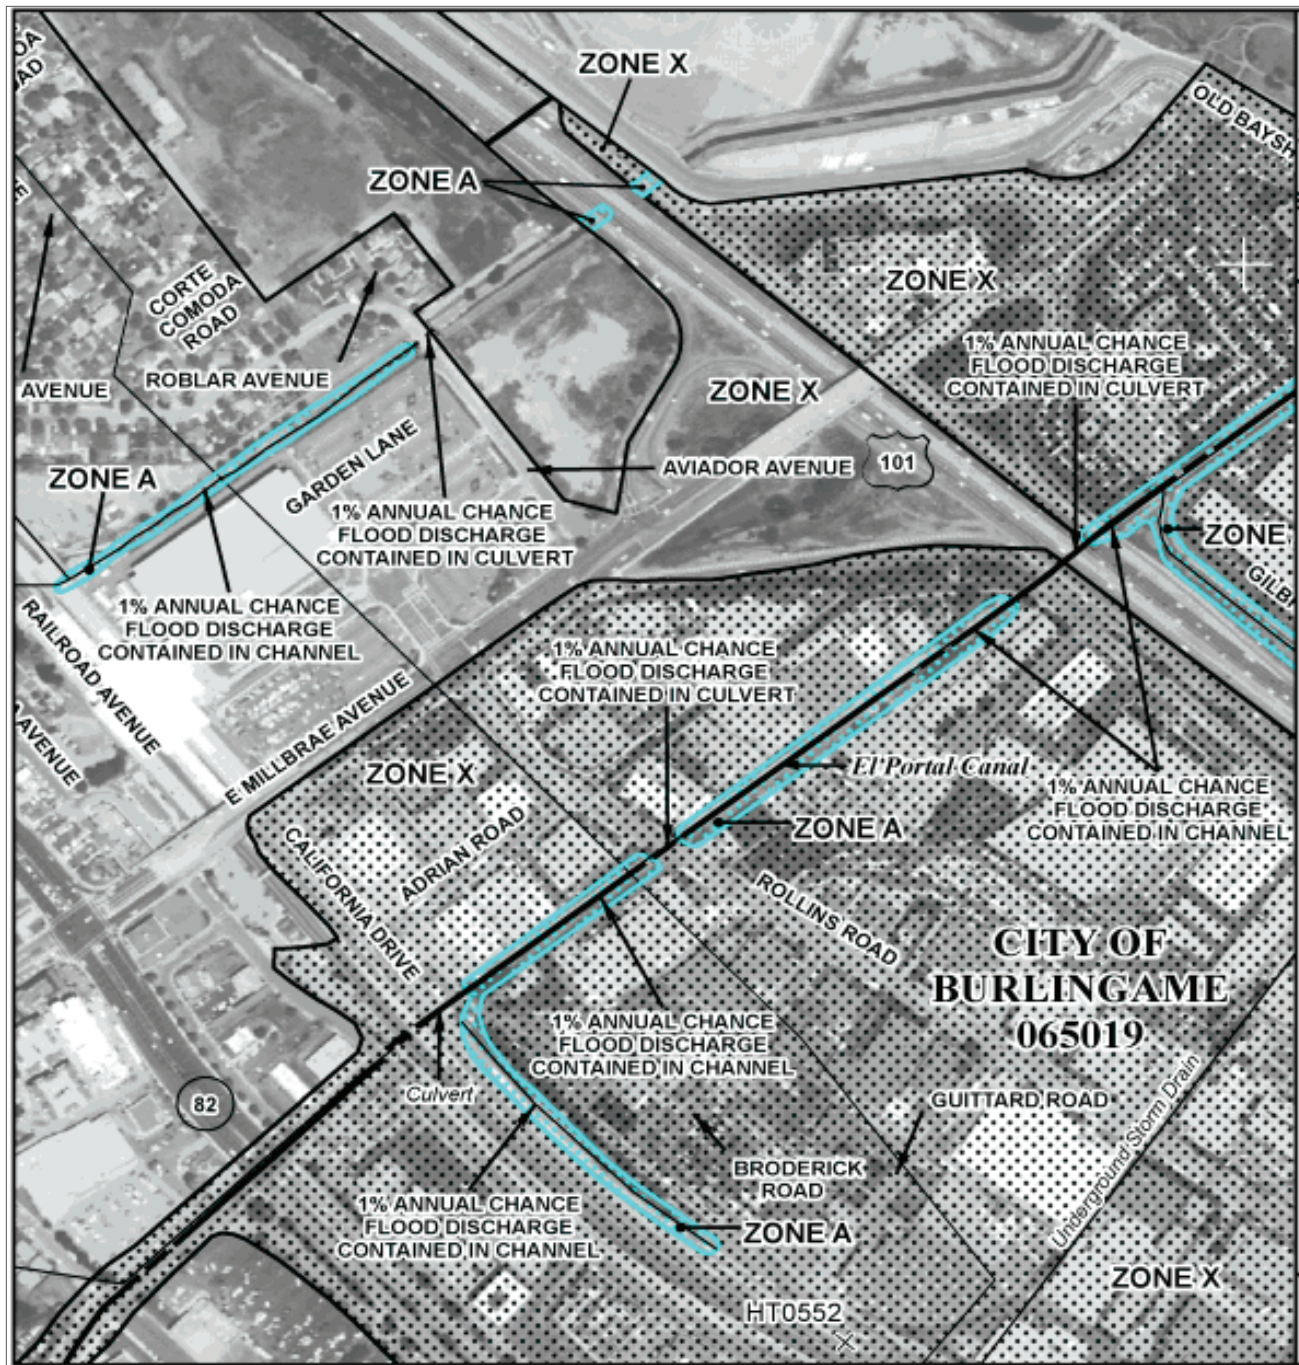 ZONE X
OLD BAYSH
OA
AD
ZONE A
CORTE
COMODA
ROAD
ZONE X
1% ANNUAL CHANCE
FLOOD DISCHARGE
CONTAINED IN CULVERT
AVENUE
ROBLAR AVENUE
ZONE X
GARDEN LANE
AVIADOR AVENUE
101
ZONE A
1% ANNUAL CHANCE
FLOOD DISCHARGE
CONTAINED IN CULVERT
ZONE
GILB
1% ANNUAL CHANCE
FLOOD DISCHARGE
CONTAINED IN CHANNEL
RAILROAD AVENUE
1% ANNUAL CHANCE
FLOOD DISCHARGE
CONTAINED IN CULVERT
A AVENUE
E MILLBRAE AVENUE
ZONE X
El Portal Canal
1% ANNUAL CHANCE
FLOOD DISCHARGE
CONTAINED IN CHANNEL
ZONE A
CALIFORNIA DRIVE
ADRIAN ROAD
ROLLINS ROAD
CITY OF
BURLINGAME
065019
1% ANNUAL CHANCE
FLOOD DISCHARGE
CONTAINED IN CHANNEL
Culvert
82
GUITTARD ROAD
Underground Storm Drain
BRODERICK
ROAD
1% ANNUAL CHANCE
FLOOD DISCHARGE
CONTAINED IN CHANNEL
ZONE A
ZONE X
HT0552